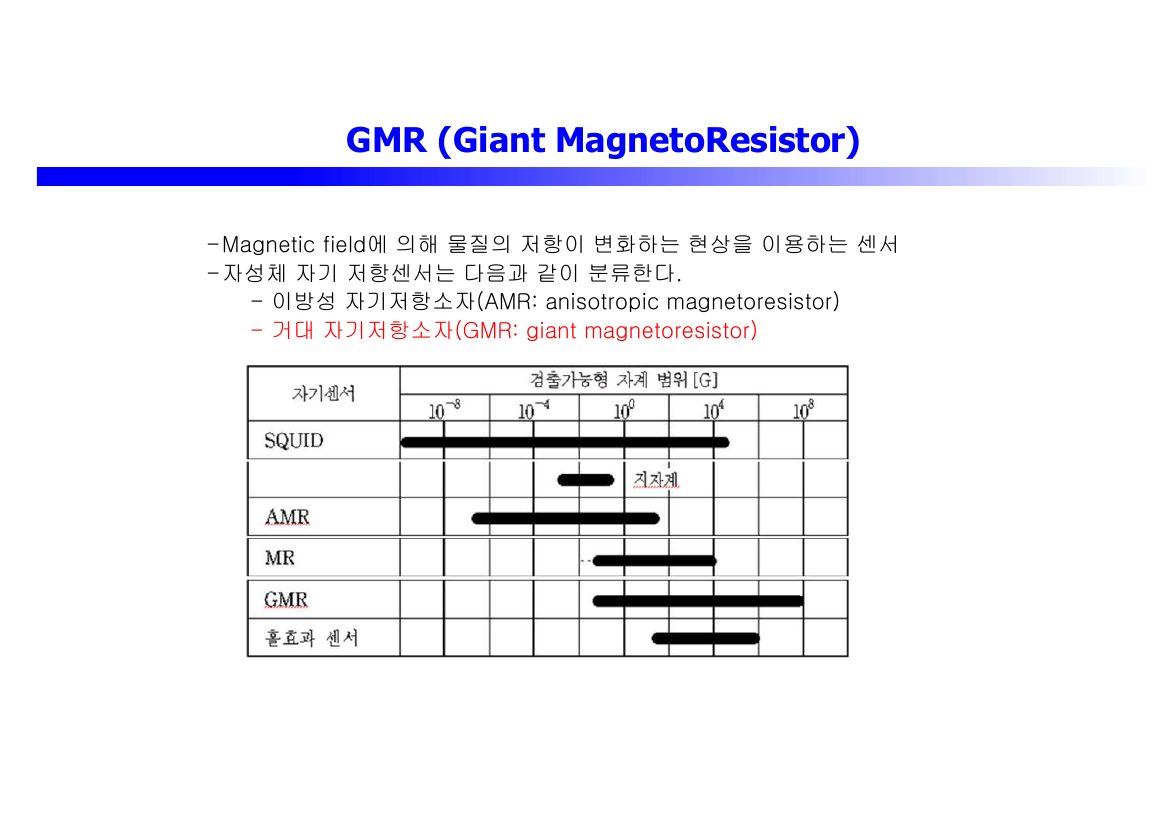 GMR (Giant MagnetoResistor)
-Magnetic field에 의해 물질의 저항이 변화하는 현상을 이용하는 센서
-자성체 자기 저항센서는 다음과 같이 분류한다.
- 이방성 자기저항소자(AMR: anisotropic magnetoresistor)
- 거대 자기저항소자(GMR: giant magnetoresistor)
자기센서 검출가능형 자계 범위[G]
10⁻⁸ 10⁻⁴ 10⁰ 10⁴ 10⁸
SQUID
지자계
AMR
MR
GMR
홀효과 센서